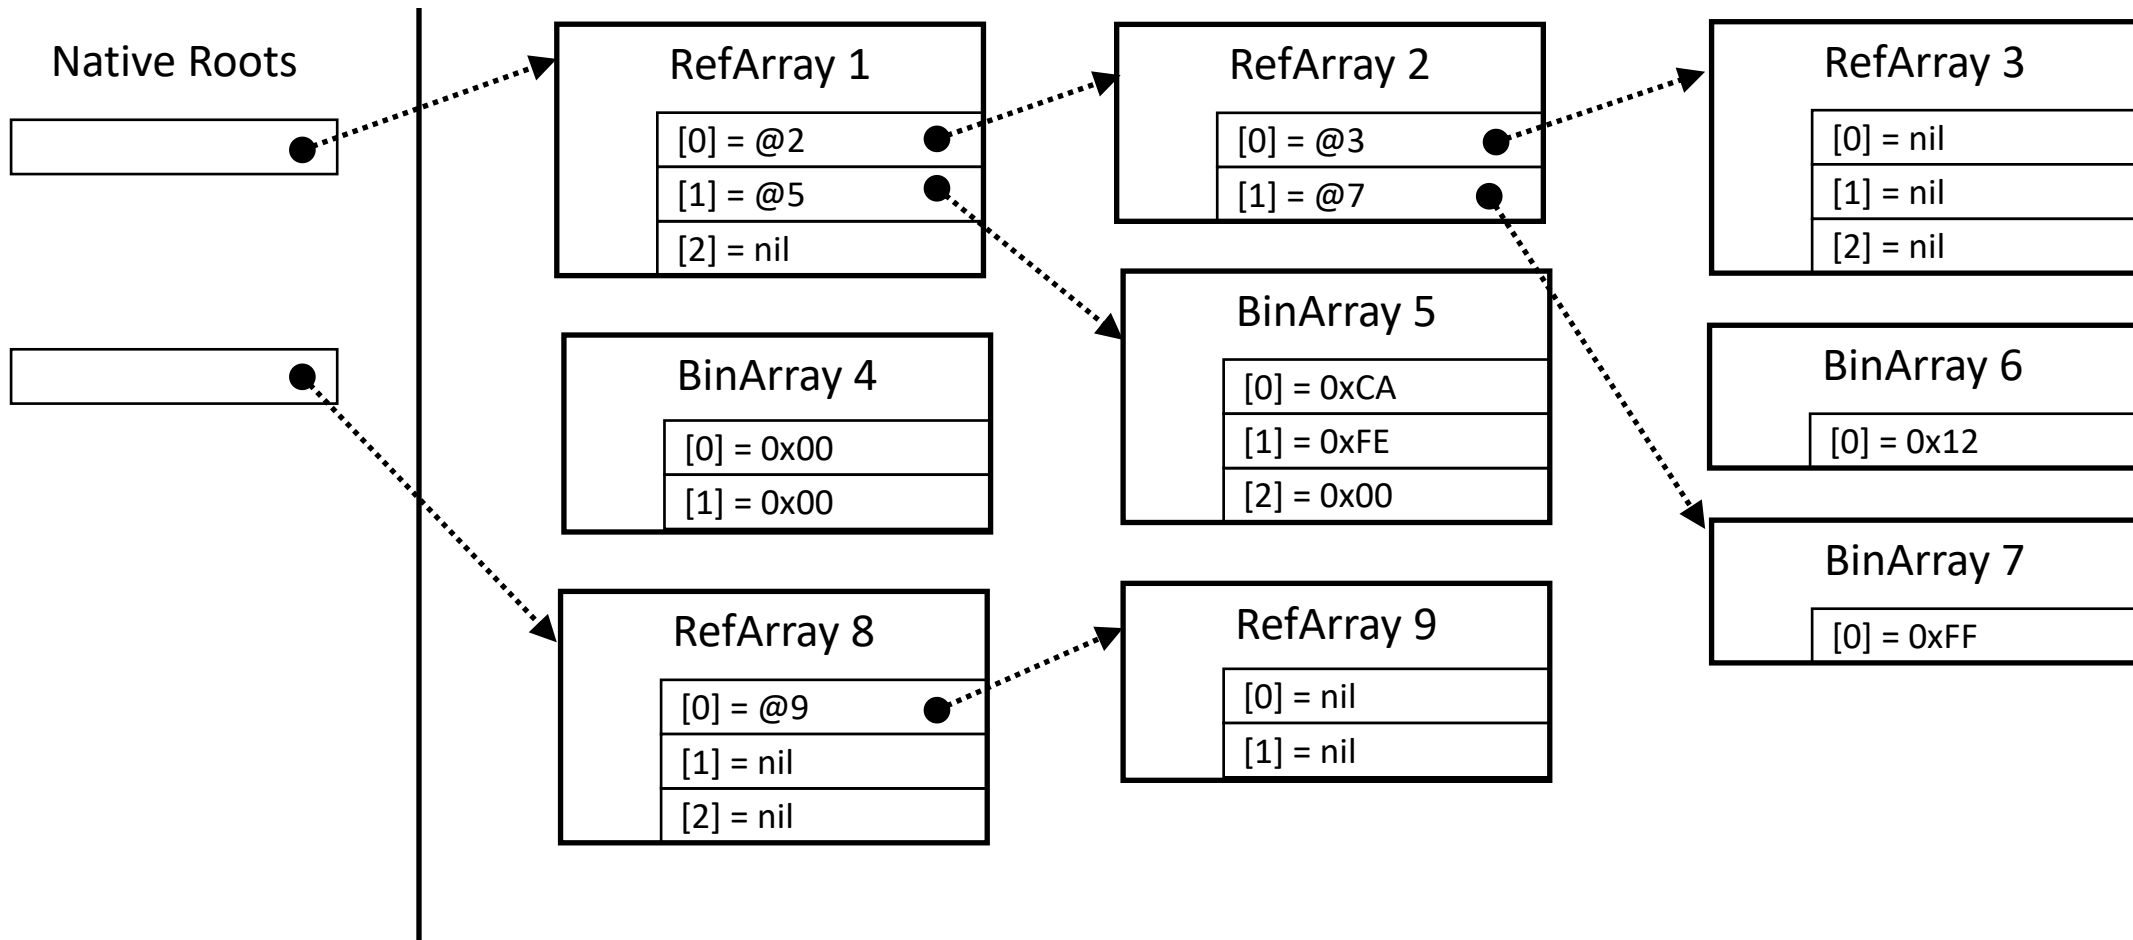 Native Roots
RefArray 1
[0] = @2
[1] = @5
[2] = nil
RefArray 2
[0] = @3
[1] = @7
RefArray 3
[0] = nil
[1] = nil
[2] = nil
BinArray 4
[0] = 0x00
[1] = 0x00
BinArray 5
[0] = 0xCA
[1] = 0xFE
[2] = 0x00
BinArray 6
[0] = 0x12
BinArray 7
[0] = 0xFF
RefArray 8
[0] = @9
[1] = nil
[2] = nil
RefArray 9
[0] = nil
[1] = nil